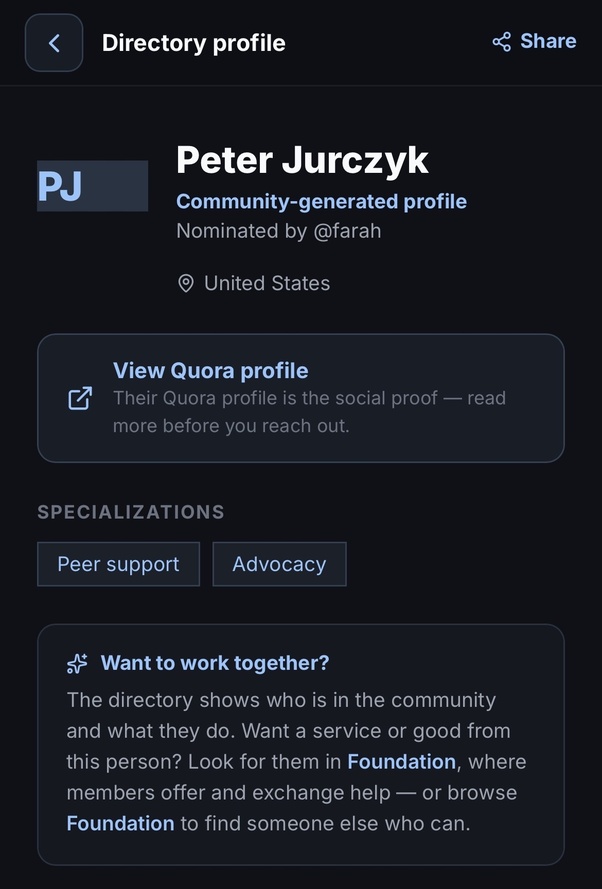 Directory profile
Share
PJ
Peter Jurczyk
Community-generated profile
Nominated by @farah
United States
View Quora profile
Their Quora profile is the social proof — read
more before you reach out.
SPECIALIZATIONS
Peer support
Advocacy
Want to work together?
The directory shows who is in the community
and what they do. Want a service or good from
this person? Look for them in Foundation, where
members offer and exchange help — or browse
Foundation to find someone else who can.